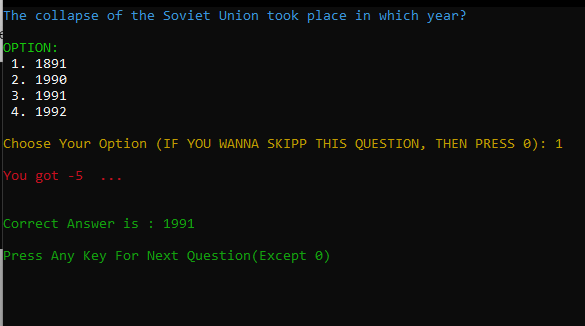 The collapse of the Soviet Union took place in which year?
OPTION:
1. 1891
2. 1990
3. 1991
4. 1992
Choose Your Option (IF YOU WANNA SKIPP THIS QUESTION, THEN PRESS 0): 1
You got -5 ...
Correct Answer is : 1991
Press Any Key For Next Question(Except 0)